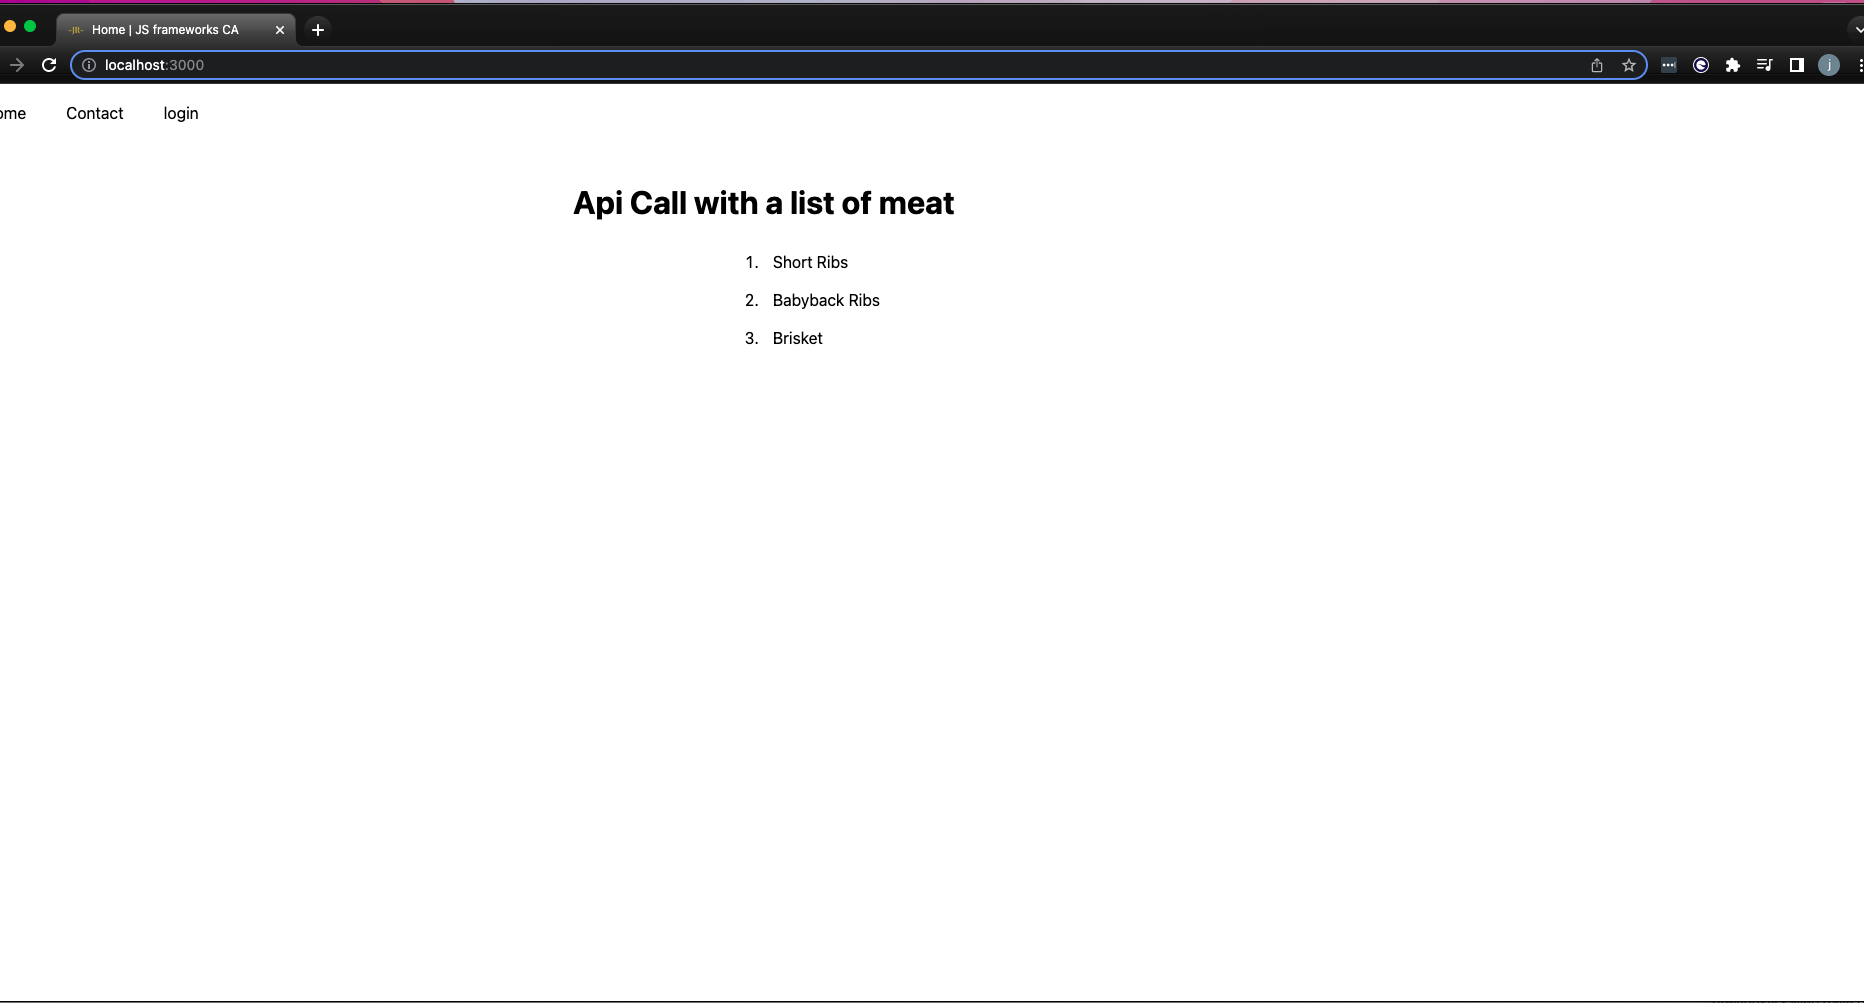 Home | JS frameworks CA
localhost:3000
ome Contact login
Api Call with a list of meat
1. Short Ribs
2. Babyback Ribs
3. Brisket
j